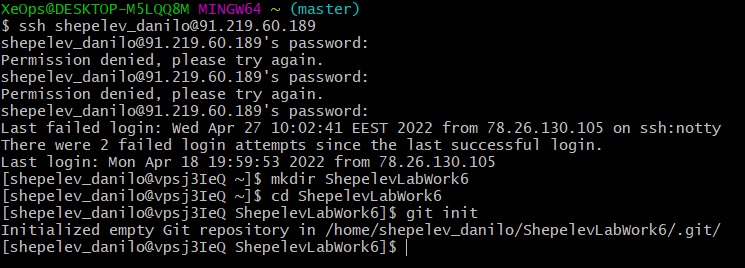 XeOps@DESKTOP-M5LQQ8M MINGW64 ~ (master)
$ ssh shepelev_danilo@91.219.60.189
shepelev_danilo@91.219.60.189's password:
Permission denied, please try again.
shepelev_danilo@91.219.60.189's password:
Permission denied, please try again.
shepelev_danilo@91.219.60.189's password:
Last failed login: Wed Apr 27 10:02:41 EEST 2022 from 78.26.130.105 on ssh:notty
There were 2 failed login attempts since the last successful login.
Last login: Mon Apr 18 19:59:53 2022 from 78.26.130.105
[shepelev_danilo@vpsj3IeQ ~]$ mkdir ShepelevLabWork6
[shepelev_danilo@vpsj3IeQ ~]$ cd ShepelevLabWork6
[shepelev_danilo@vpsj3IeQ ShepelevLabWork6]$ git init
Initialized empty Git repository in /home/shepelev_danilo/ShepelevLabWork6/.git/
[shepelev_danilo@vpsj3IeQ ShepelevLabWork6]$